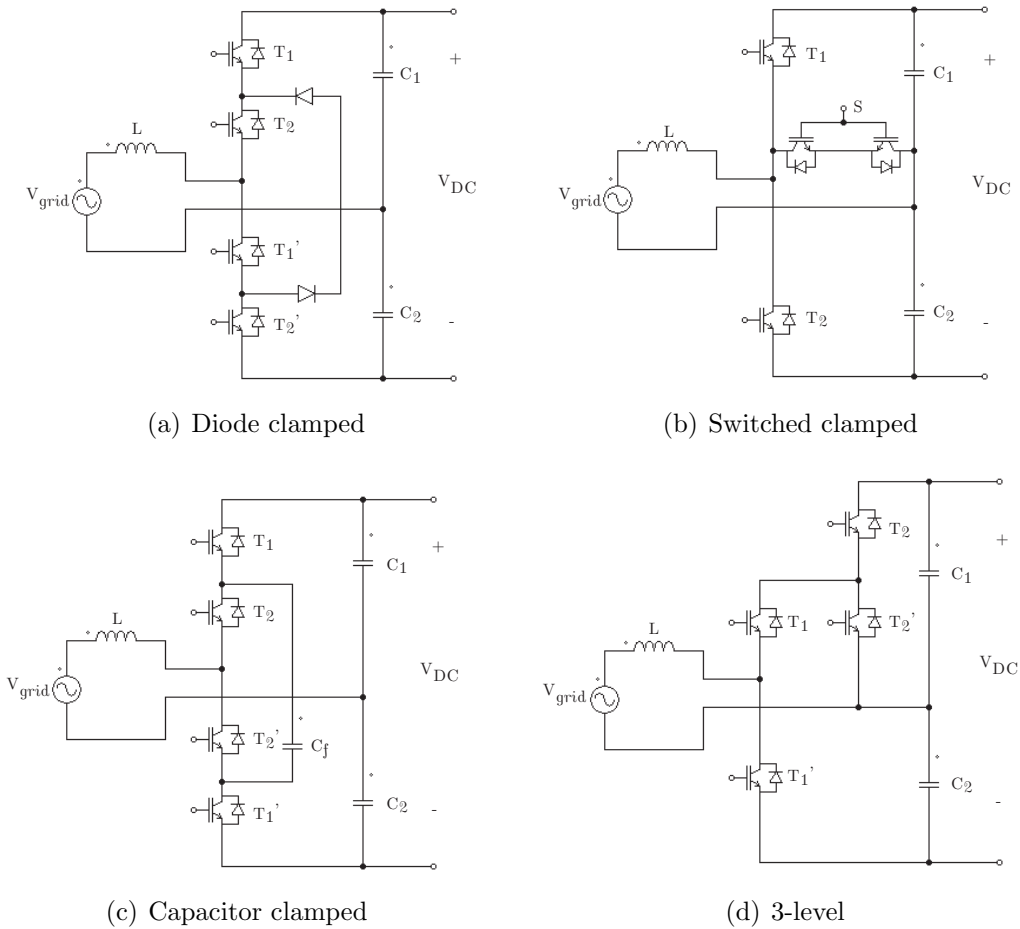 T1
C1
+
T2
L
Vgrid
VDC
T1'
C2
T2'
-
(a) Diode clamped
T1
C1
+
S
L
Vgrid
VDC
T2
C2
-
(b) Switched clamped
T1
C1
+
T2
L
Vgrid
VDC
T2'
Cf
C2
T1'
-
(c) Capacitor clamped
T2
+
C1
T1
T2'
L
Vgrid
VDC
T1'
C2
-
(d) 3-level